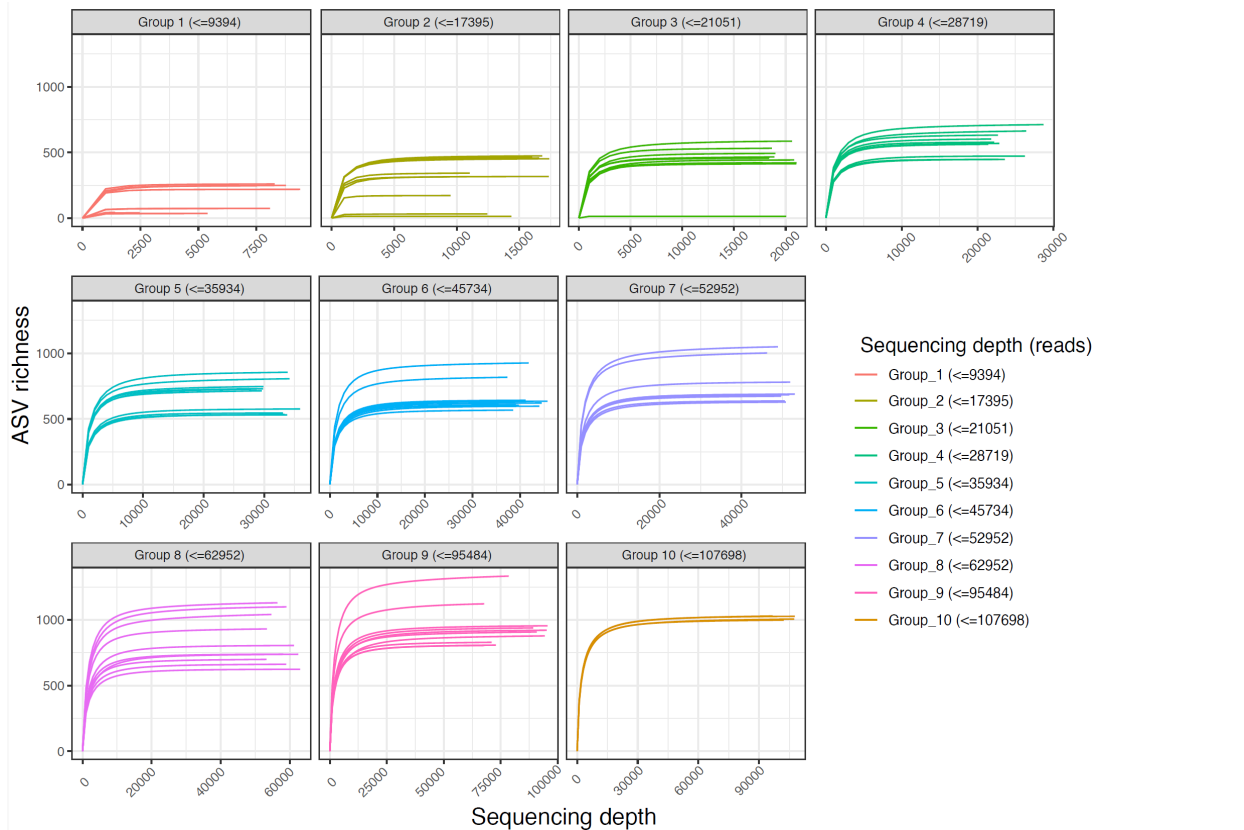 Group 1 (<=9394)
Group 2 (<=17395)
Group 3 (<=21051)
Group 4 (<=28719)
1000
500
0
0 2500 5000 7500
0 5000 10000 15000
0 5000 10000 15000 20000
0 10000 20000 30000
Group 5 (<=35934)
Group 6 (<=45734)
Group 7 (<=52952)
1000
500
0
0 10000 20000 30000
0 10000 20000 30000 40000
0 20000 40000
Group 8 (<=62952)
Group 9 (<=95484)
Group 10 (<=107698)
1000
500
0
0 20000 40000 60000
0 25000 50000 75000 100000
0 30000 60000 90000
ASV richness
Sequencing depth
Sequencing depth (reads)
Group_1 (<=9394)
Group_2 (<=17395)
Group_3 (<=21051)
Group_4 (<=28719)
Group_5 (<=35934)
Group_6 (<=45734)
Group_7 (<=52952)
Group_8 (<=62952)
Group_9 (<=95484)
Group_10 (<=107698)